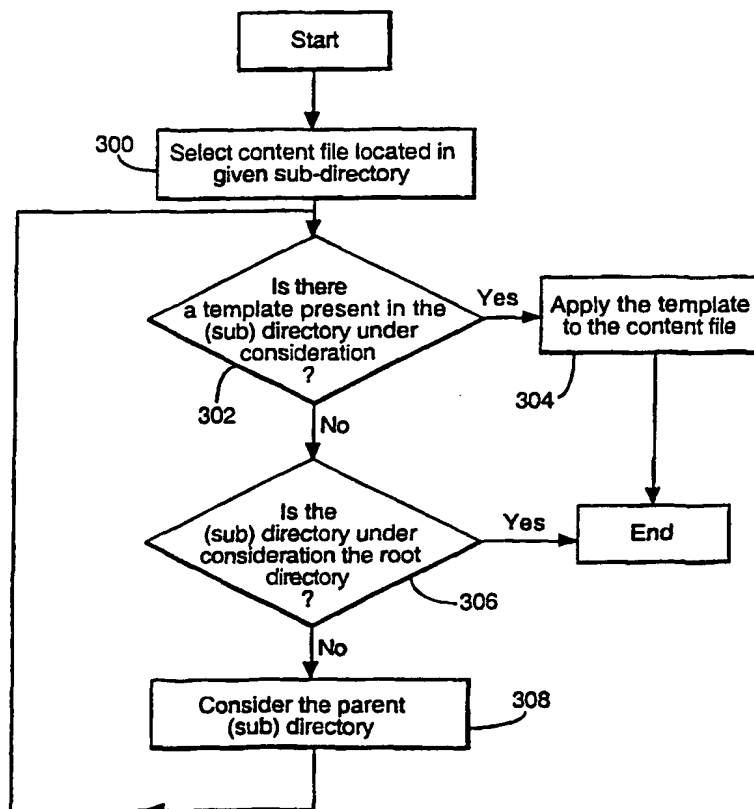 Start
300
Select content file located in
given sub-directory
Is there
a template present in the
(sub) directory under
consideration
?
302
Yes
Apply the template
to the content file
304
No
Is the
(sub) directory under
consideration the root
directory
?
306
Yes
End
No
Consider the parent
(sub) directory
308